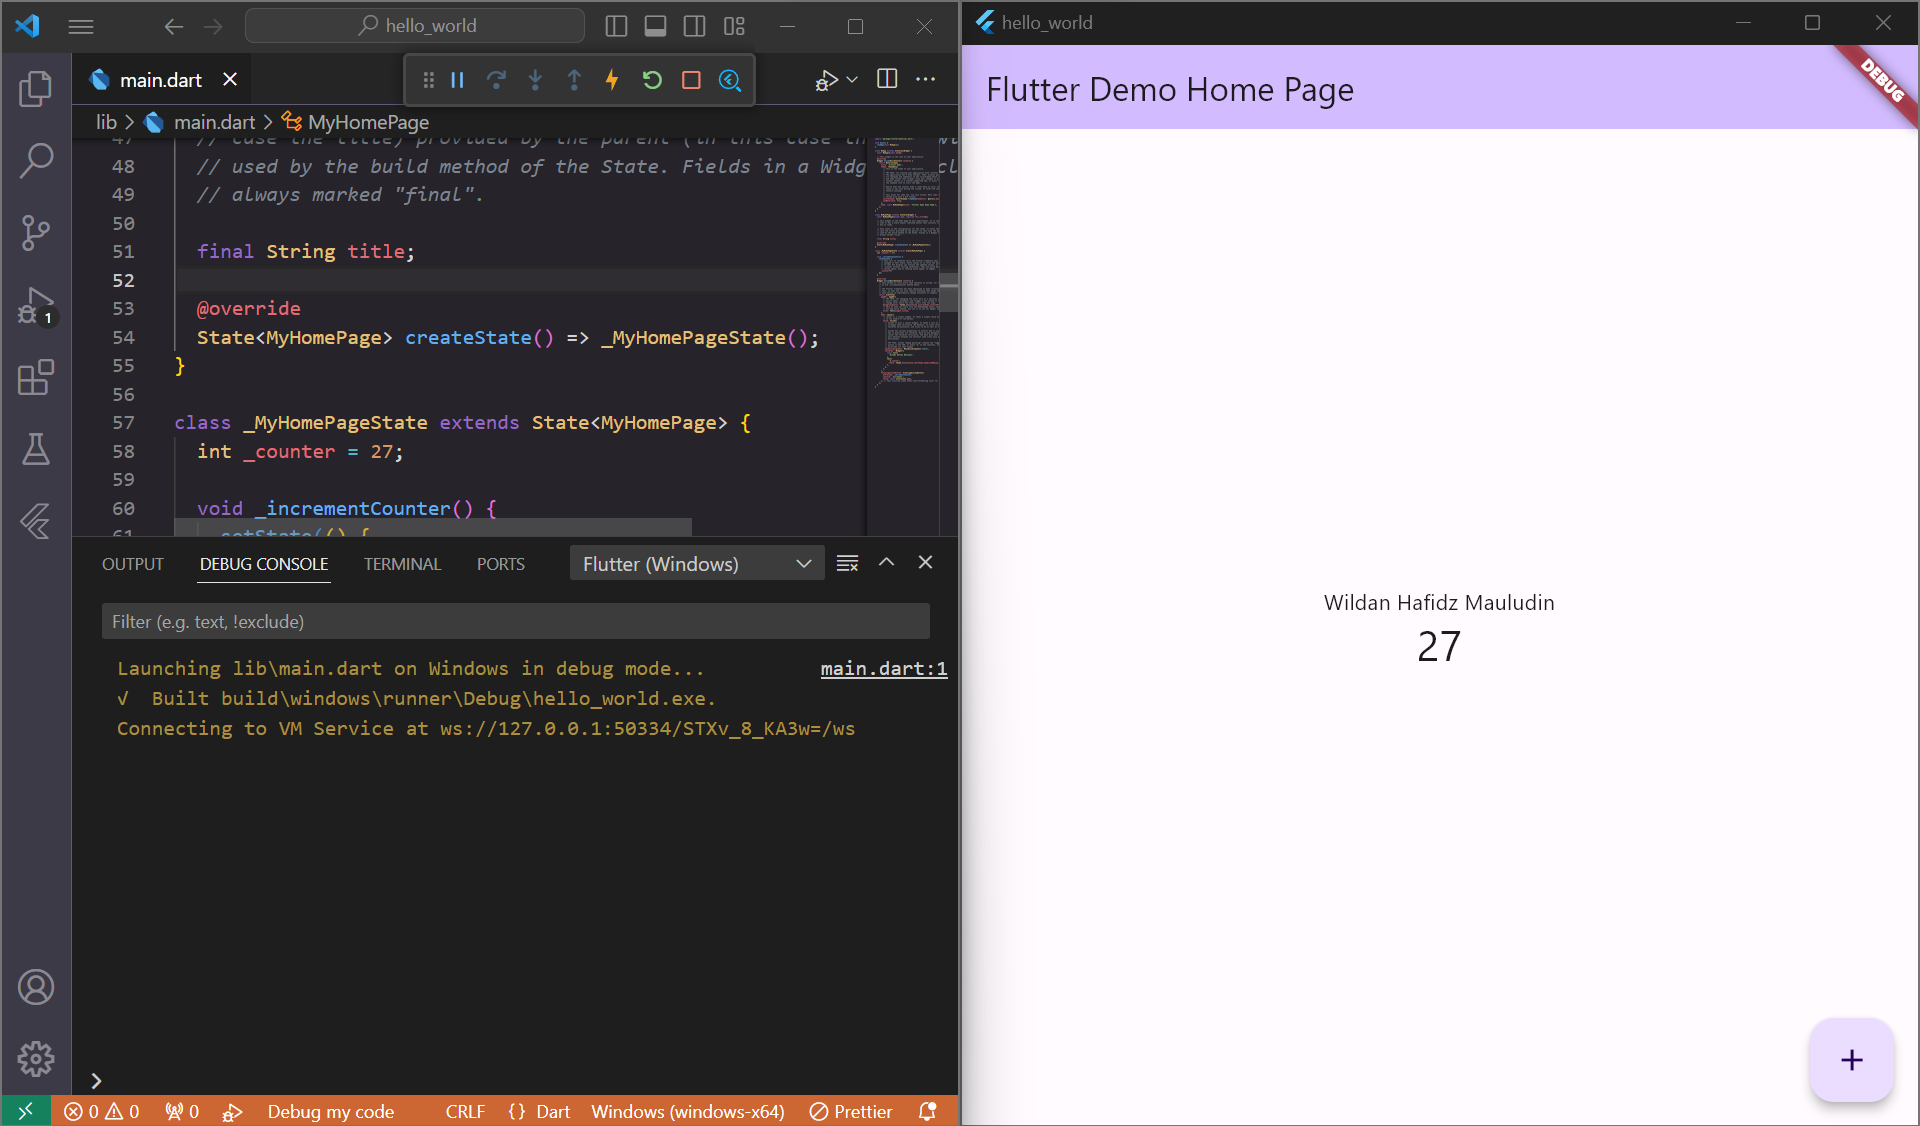 hello_world
main.dart
lib > main.dart > MyHomePage
47 // case the title) provided by the parent (in this case
48 // used by the build method of the State. Fields in a Widg
49 // always marked "final".
50
51 final String title;
52
53 @override
54 State<MyHomePage> createState() => _MyHomePageState();
55 }
56
57 class _MyHomePageState extends State<MyHomePage> {
58 int _counter = 27;
59
60 void _incrementCounter() {
61 setState(() {
1
OUTPUT DEBUG CONSOLE TERMINAL PORTS Flutter (Windows)
Filter (e.g. text, !exclude)
Launching lib\main.dart on Windows in debug mode... main.dart:1
√ Built build\windows\runner\Debug\hello_world.exe.
Connecting to VM Service at ws://127.0.0.1:50334/STXv_8_KA3w=/ws
0 0 0 Debug my code CRLF {} Dart Windows (windows-x64) Prettier
hello_world
Flutter Demo Home Page
DEBUG
Wildan Hafidz Mauludin
27
+